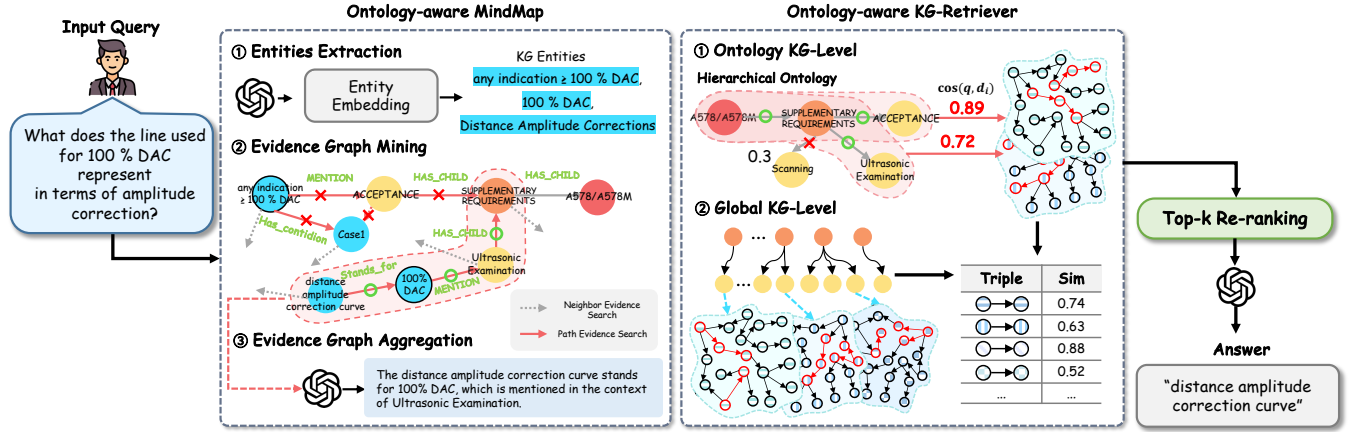 Input Query
What does the line used
for 100 % DAC
represent
in terms of amplitude
correction?
Ontology-aware MindMap
① Entities Extraction
Entity
Embedding
KG Entities
any indication ≥ 100 % DAC,
100 % DAC,
Distance Amplitude Corrections
② Evidence Graph Mining
any indication
≥ 100 % DAC
MENTION
ACCEPTANCE
HAS_CHILD
SUPPLEMENTARY
REQUIREMENTS
HAS_CHILD
A578/A578M
Has_contidion
Case1
HAS_CHILD
Ultrasonic
Examination
distance
amplitude
correction curve
Stands_for
100%
DAC
MENTION
Neighbor Evidence
Search
Path Evidence Search
③ Evidence Graph Aggregation
The distance amplitude correction curve stands
for 100% DAC, which is mentioned in the context
of Ultrasonic Examination.
Ontology-aware KG-Retriever
① Ontology KG-Level
Hierarchical Ontology
A578/A578M
SUPPLEMENTARY
REQUIREMENTS
ACCEPTANCE
0.3
Scanning
Ultrasonic
Examination
cos(q, d_i)
0.89
0.72
② Global KG-Level
...
...
Triple Sim
0.74
0.63
0.88
0.52
... ...
Top-k Re-ranking
Answer
“distance amplitude
correction curve”